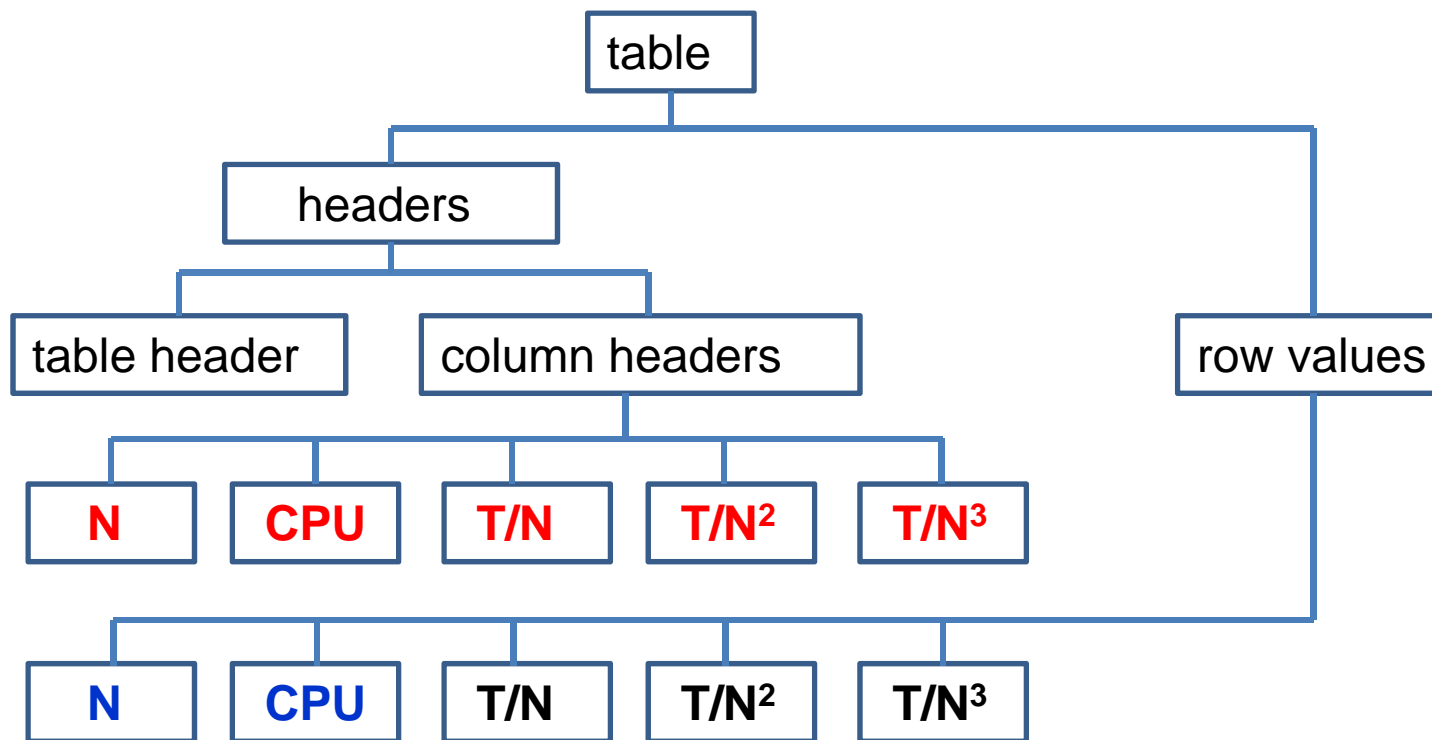 table
headers
table header
column headers
row values
N
CPU
T/N
T/N²
T/N³
N
CPU
T/N
T/N²
T/N³